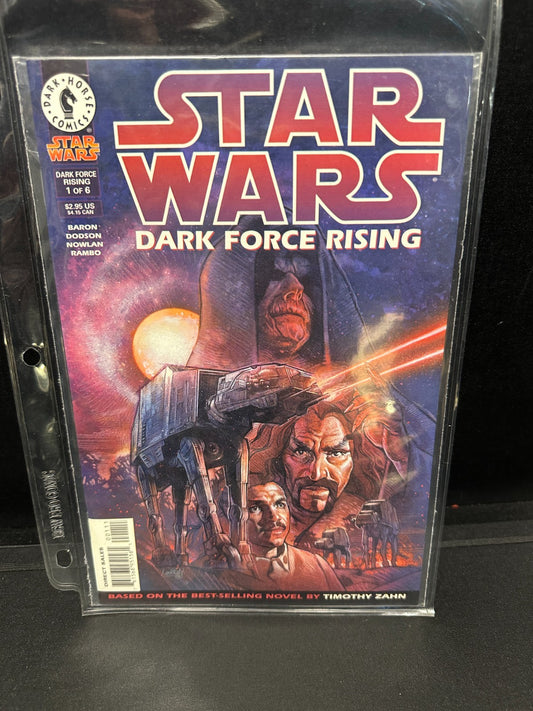 DARK·HORSE
COMICS
®
STAR
WARS
DARK FORCE
RISING
1 OF 6
$2.95 US
$4.15 CAN
BARON
DODSON
NOWLAN
RAMBO
STAR
WARS®
DARK FORCE RISING
DIRECT SALES
00111
BASED ON THE BEST-SELLING NOVEL BY TIMOTHY ZAHN